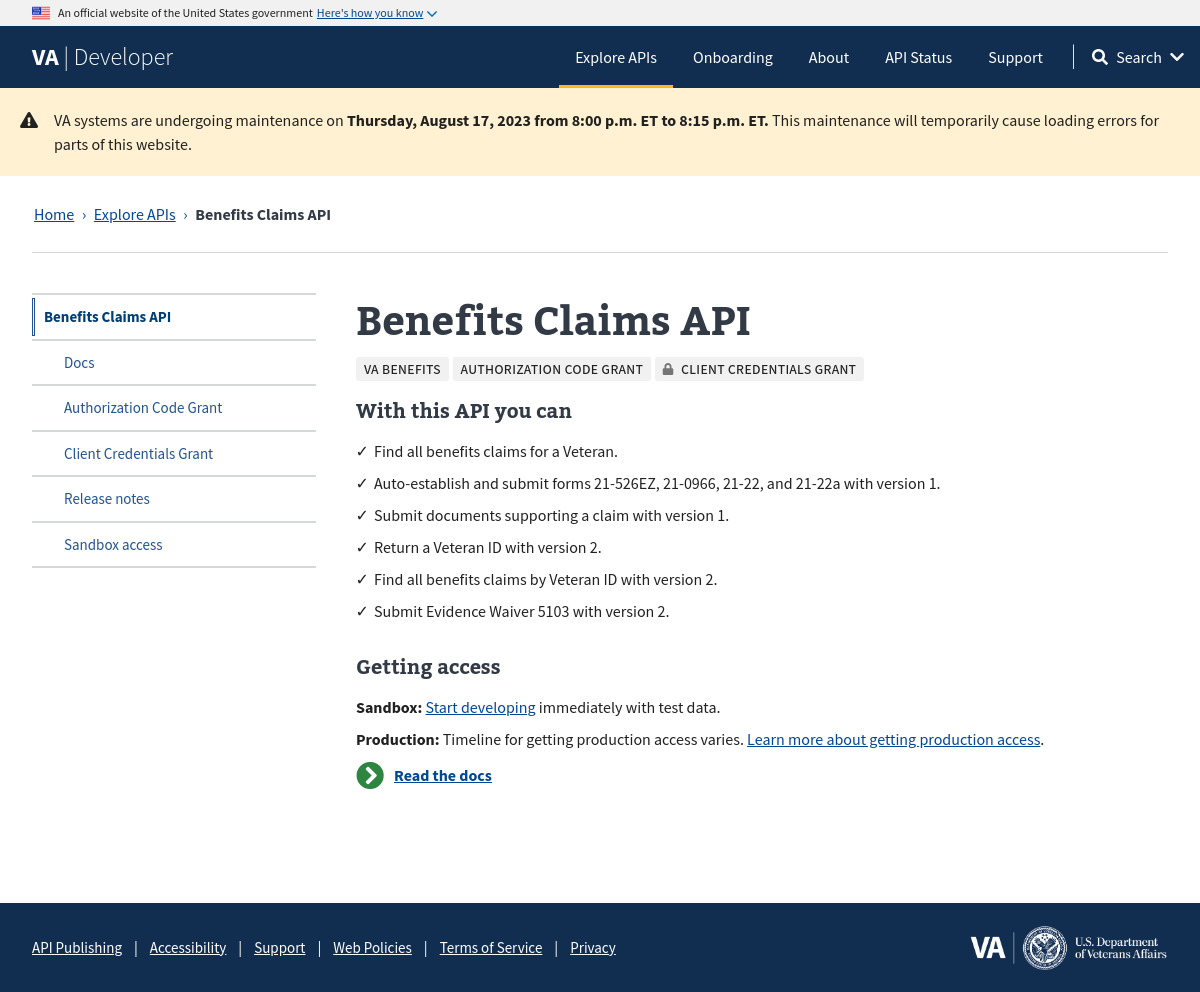 An official website of the United States government Here's how you know
VA | Developer
Explore APIs
Onboarding
About
API Status
Support
Search
VA systems are undergoing maintenance on Thursday, August 17, 2023 from 8:00 p.m. ET to 8:15 p.m. ET. This maintenance will temporarily cause loading errors for
parts of this website.
Home › Explore APIs › Benefits Claims API
Benefits Claims API
Docs
Authorization Code Grant
Client Credentials Grant
Release notes
Sandbox access
Benefits Claims API
VA BENEFITS
AUTHORIZATION CODE GRANT
CLIENT CREDENTIALS GRANT
With this API you can
✓ Find all benefits claims for a Veteran.
✓ Auto-establish and submit forms 21-526EZ, 21-0966, 21-22, and 21-22a with version 1.
✓ Submit documents supporting a claim with version 1.
✓ Return a Veteran ID with version 2.
✓ Find all benefits claims by Veteran ID with version 2.
✓ Submit Evidence Waiver 5103 with version 2.
Getting access
Sandbox: Start developing immediately with test data.
Production: Timeline for getting production access varies. Learn more about getting production access.
Read the docs
API Publishing | Accessibility | Support | Web Policies | Terms of Service | Privacy
VA
U.S. Department
of Veterans Affairs